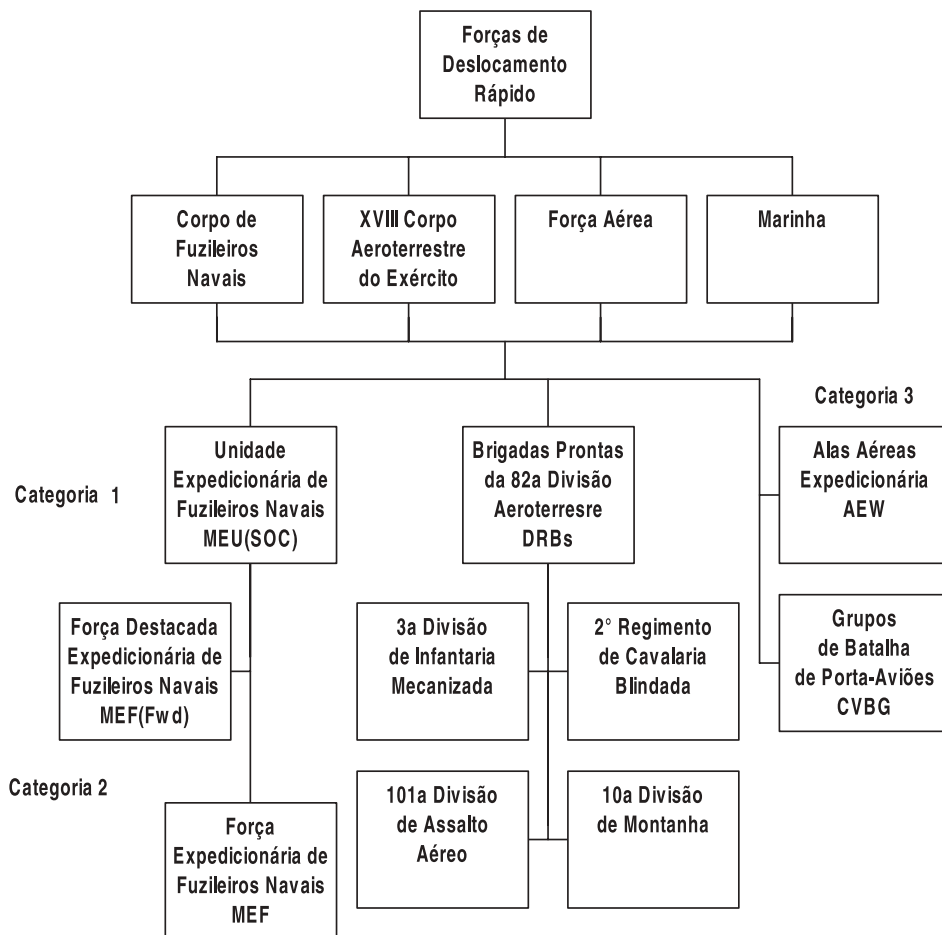 Forças de
Deslocamento
Rápido
Corpo de
Fuzileiros
Navais
XVIII Corpo
Aeroterrestre
do Exército
Força Aérea
Marinha
Categoria 3
Categoria 1
Unidade
Expedicionária de
Fuzileiros Navais
MEU(SOC)
Brigadas Prontas
da 82a Divisão
Aeroterresre
DRBs
Alas Aéreas
Expedicionária
AEW
Força Destacada
Expedicionária de
Fuzileiros Navais
MEF(Fwd)
3a Divisão
de Infantaria
Mecanizada
2° Regimento
de Cavalaria
Blindada
Grupos
de Batalha
de Porta-Aviões
CVBG
Categoria 2
Força
Expedicionária de
Fuzileiros Navais
MEF
101a Divisão
de Assalto
Aéreo
10a Divisão
de Montanha